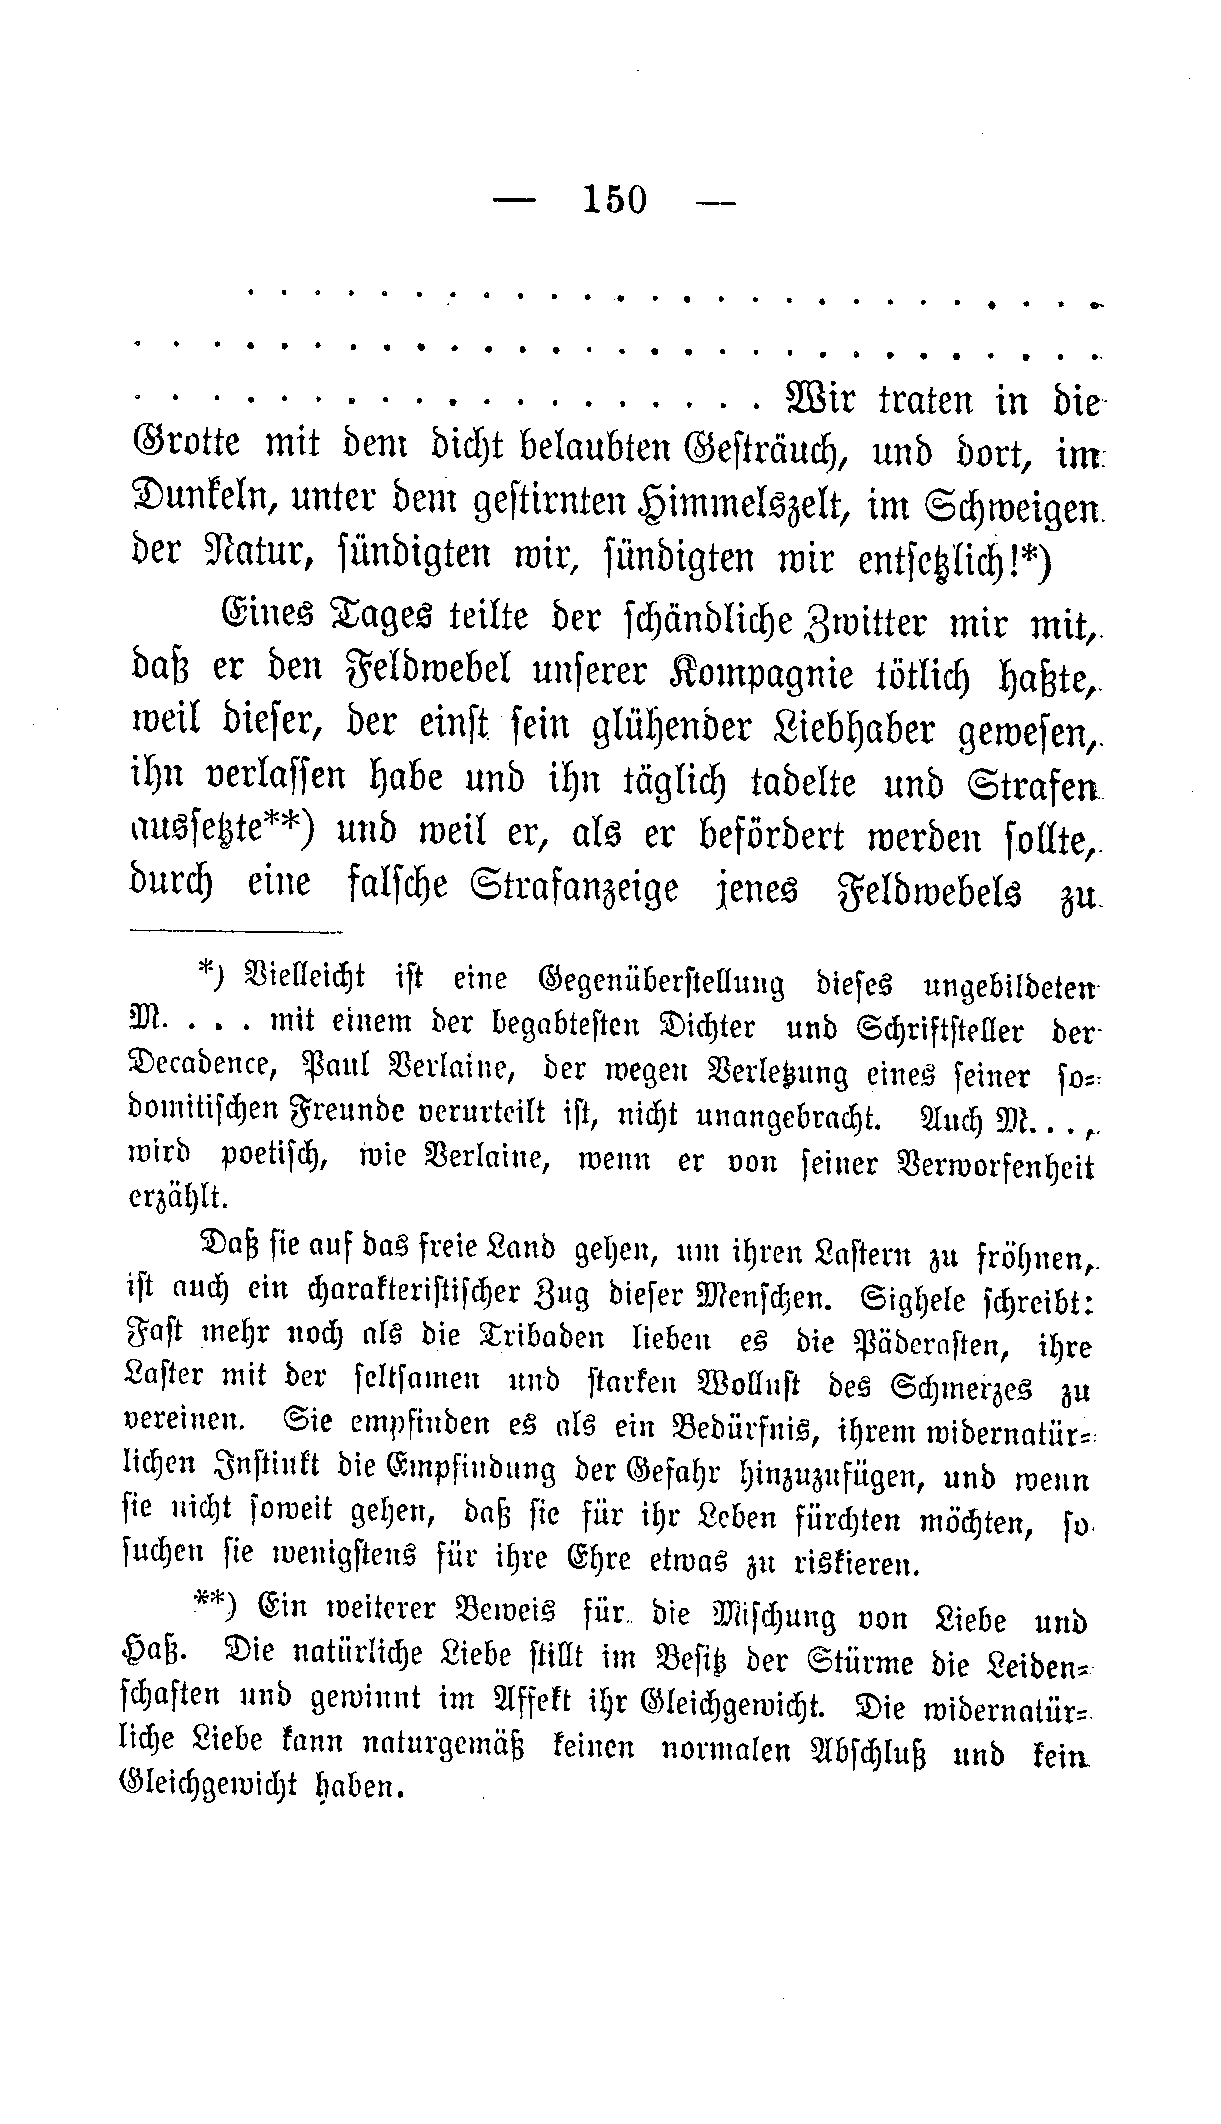 — 150 —
. . . . . . . . . . . . . . . . . . . . . . . . . .
. . . . . . . . . . . . . . . . . . . . . . . . . . . . .
. . . . . . . . . . . . . . . . . . . Wir traten in die
Grotte mit dem dicht belaubten Gesträuch, und dort, im
Dunkeln, unter dem gestirnten Himmelszelt, im Schweigen
der Natur, sündigten wir, sündigten wir entsetzlich!*)
Eines Tages teilte der schändliche Zwitter mir mit,
daß er den Feldwebel unserer Kompagnie tötlich haßte,
weil dieser, der einst sein glühender Liebhaber gewesen,
ihn verlassen habe und ihn täglich tadelte und Strafen
aussetzte**) und weil er, als er befördert werden sollte,
durch eine falsche Strafanzeige jenes Feldwebels zu
*) Vielleicht ist eine Gegenüberstellung dieses ungebildeten
M. . . . mit einem der begabtesten Dichter und Schriftsteller der
Decadence, Paul Verlaine, der wegen Verletzung eines seiner so-
domitischen Freunde verurteilt ist, nicht unangebracht. Auch M. . . ,
wird poetisch, wie Verlaine, wenn er von seiner Verworfenheit
erzählt.
Daß sie auf das freie Land gehen, um ihren Lastern zu fröhnen,
ist auch ein charakteristischer Zug dieser Menschen. Sighele schreibt:
Fast mehr noch als die Tribaden lieben es die Päderasten, ihre
Laster mit der seltsamen und starken Wollust des Schmerzes zu
vereinen. Sie empfinden es als ein Bedürfnis, ihrem widernatür-
lichen Instinkt die Empfindung der Gefahr hinzuzufügen, und wenn
sie nicht soweit gehen, daß sie für ihr Leben fürchten möchten, so
suchen sie wenigstens für ihre Ehre etwas zu riskieren.
**) Ein weiterer Beweis für die Mischung von Liebe und
Haß. Die natürliche Liebe stillt im Besitz der Stürme die Leiden-
schaften und gewinnt im Affekt ihr Gleichgewicht. Die widernatür-
liche Liebe kann naturgemäß keinen normalen Abschluß und kein
Gleichgewicht haben.